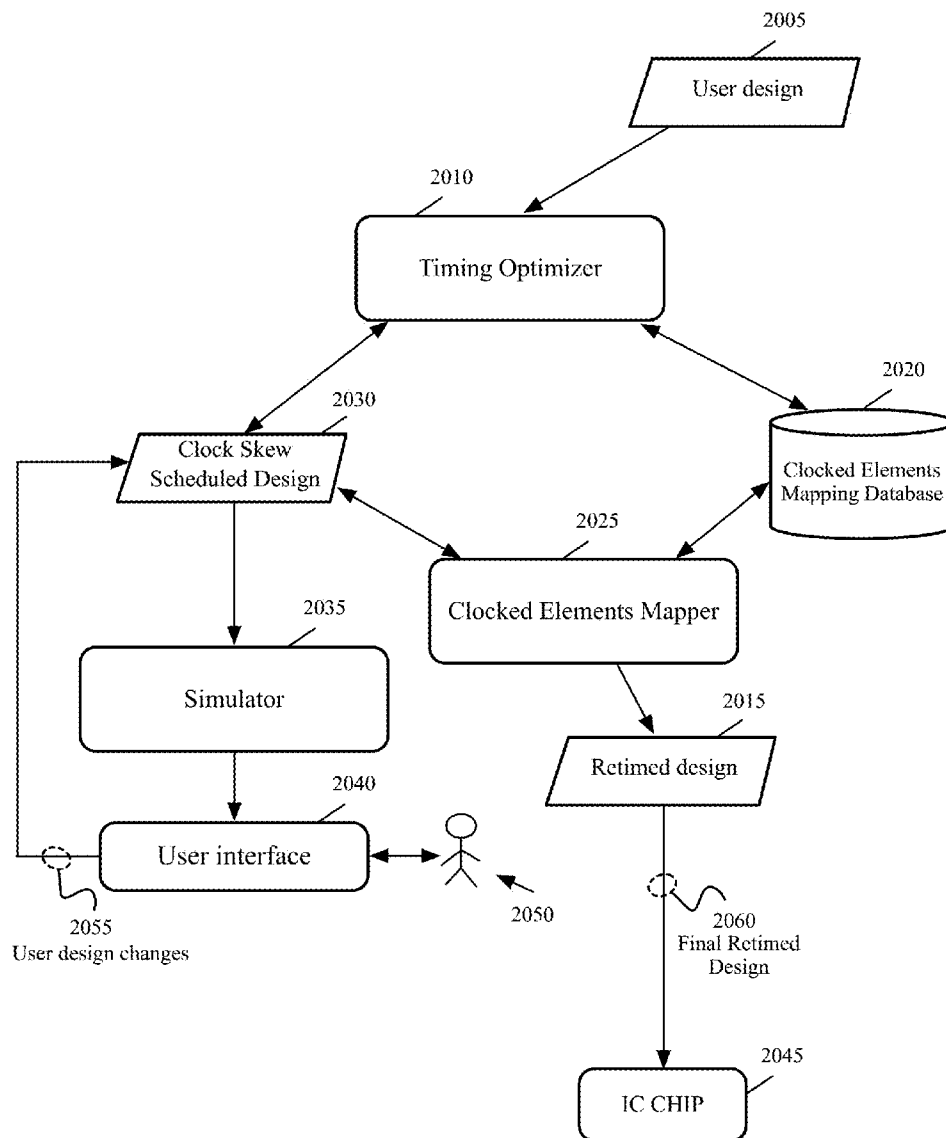 2005
User design
2010
Timing Optimizer
2020
2030
Clock Skew
Scheduled Design
Clocked Elements
Mapping Database
2025
Clocked Elements Mapper
2035
Simulator
2015
Retimed design
2040
User interface
2050
2055
User design changes
2060
Final Retimed
Design
2045
IC CHIP